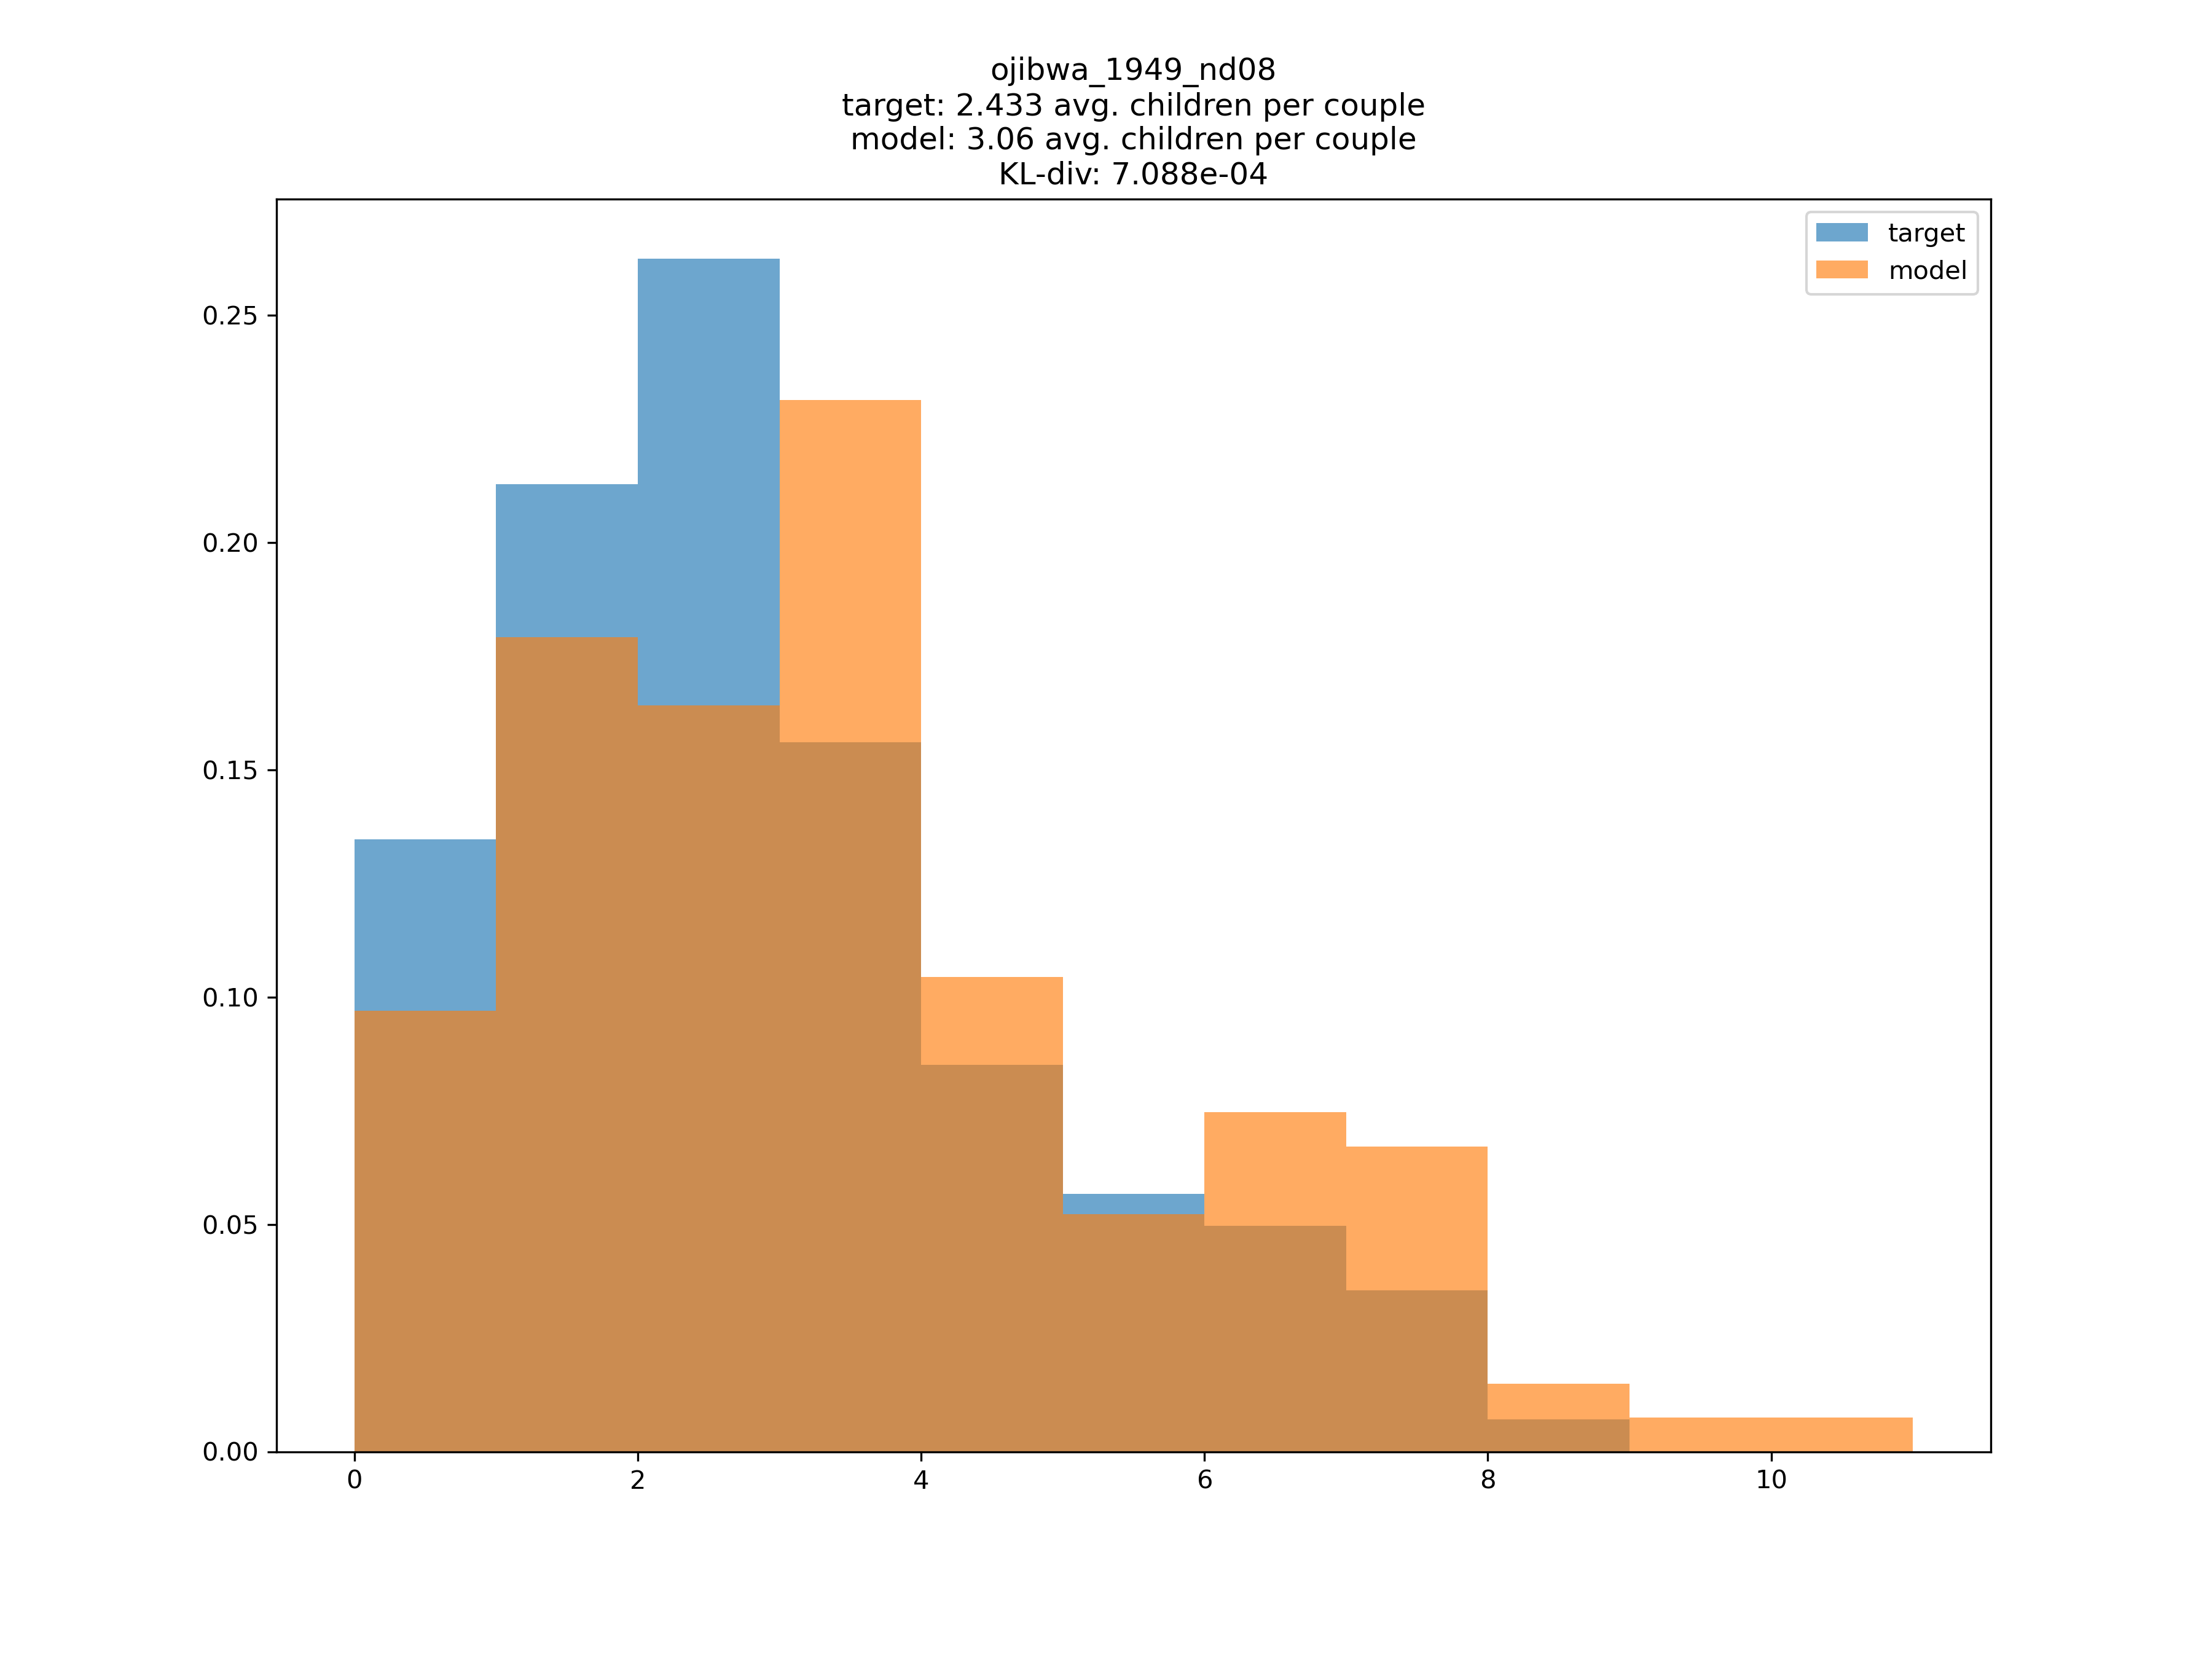 ojibwa_1949_nd08
target: 2.433 avg. children per couple
model: 3.06 avg. children per couple
KL-div: 7.088e-04
target
model
0.25
0.20
0.15
0.10
0.05
0.00
0 2 4 6 8 10